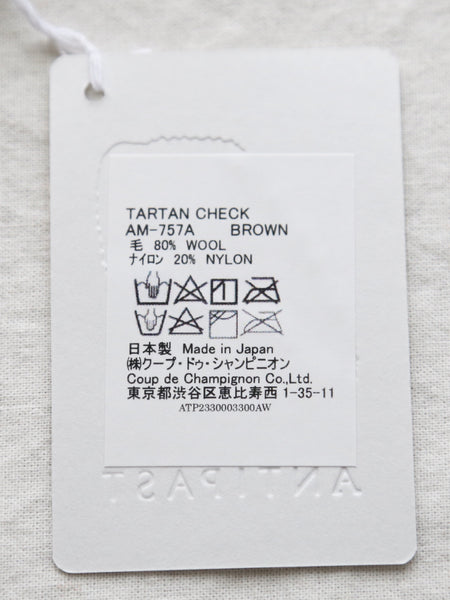 TARTAN CHECK
AM-757A BROWN
毛 80% WOOL
ナイロン 20% NYLON
日本製 Made in Japan
㈱クープ・ドゥ・シャンピニオン
Coup de Champignon Co.,Ltd.
東京都渋谷区恵比寿西 1-35-11
ATP2330003300AW
ANTIPAST